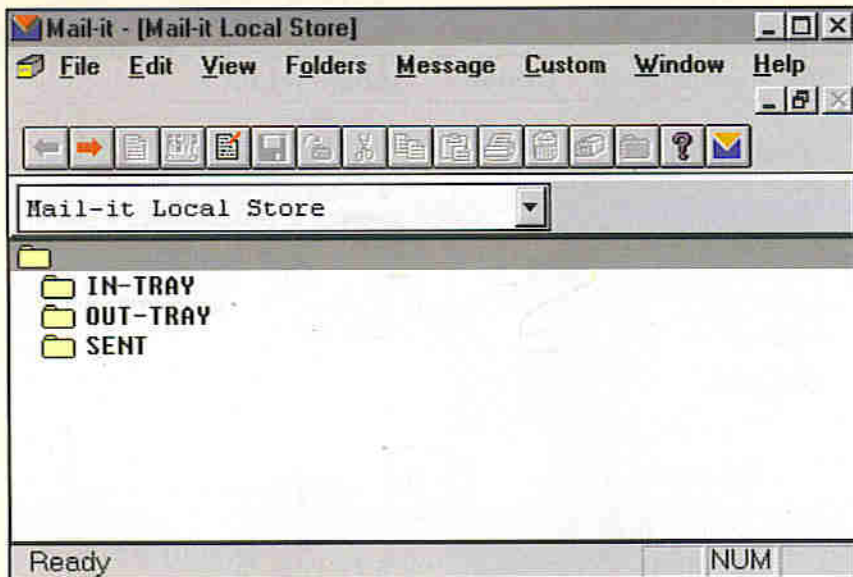 Mail-it - [Mail-it Local Store]
File Edit View Folders Message Custom Window Help
Mail-it Local Store
IN-TRAY
OUT-TRAY
SENT
Ready NUM